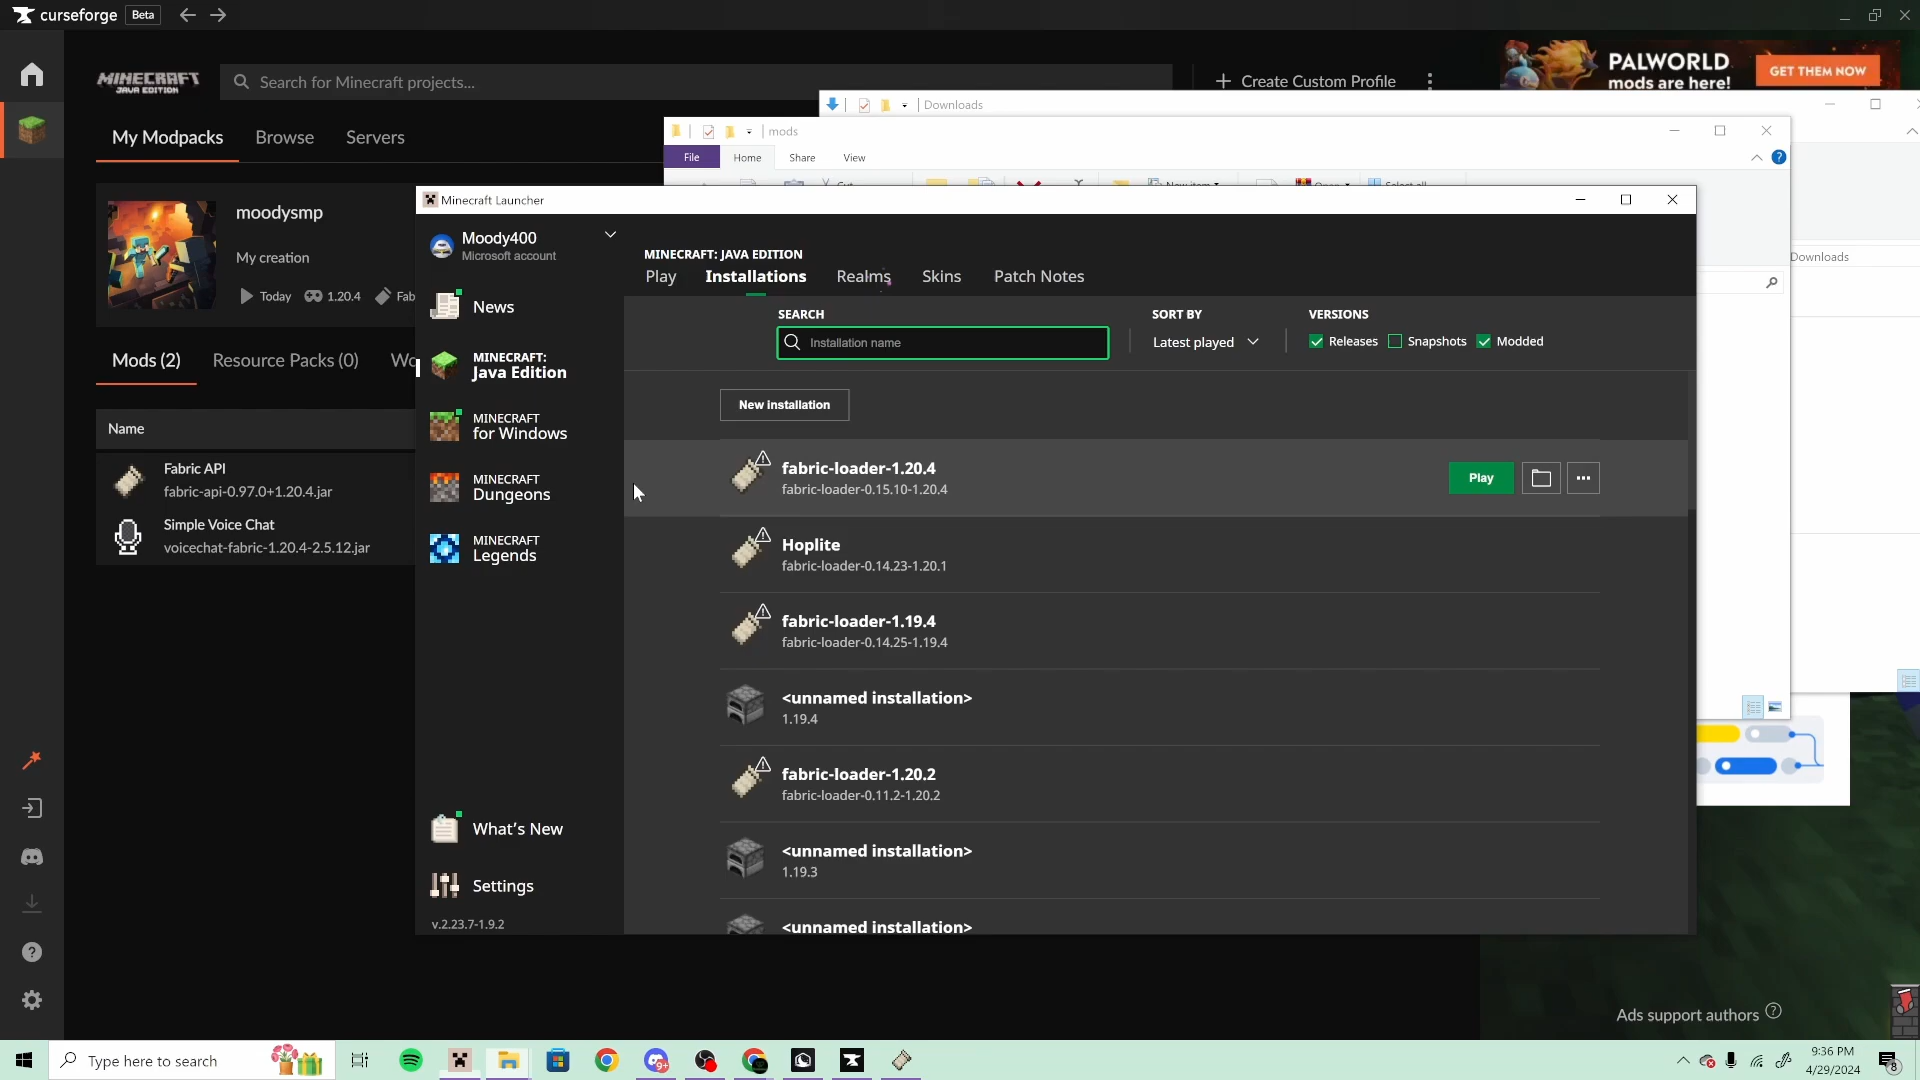 curseforge Beta
MINECRAFT
JAVA EDITION
Search for Minecraft projects...
Create Custom Profile
PALWORLD
mods are here!
GET THEM NOW
Downloads
mods
My Modpacks Browse Servers
File Home Share View
Downloads
moodysmp
My creation
Today 1.20.4 Fab
Mods (2) Resource Packs (0) Wo
Name
Fabric API
fabric-api-0.97.0+1.20.4.jar
Simple Voice Chat
voicechat-fabric-1.20.4-2.5.12.jar
Minecraft Launcher
Moody400
Microsoft account
News
MINECRAFT:
Java Edition
MINECRAFT
for Windows
MINECRAFT
Dungeons
MINECRAFT
Legends
What's New
Settings
v.2.23.7-1.9.2
MINECRAFT: JAVA EDITION
Play Installations Realms Skins Patch Notes
SEARCH SORT BY VERSIONS
Installation name Latest played Releases Snapshots Modded
New installation
fabric-loader-1.20.4
fabric-loader-0.15.10-1.20.4
Play
Hoplite
fabric-loader-0.14.23-1.20.1
fabric-loader-1.19.4
fabric-loader-0.14.25-1.19.4
<unnamed installation>
1.19.4
fabric-loader-1.20.2
fabric-loader-0.11.2-1.20.2
<unnamed installation>
1.19.3
<unnamed installation>
Ads support authors
Type here to search
9+
9:36 PM
4/29/2024
8